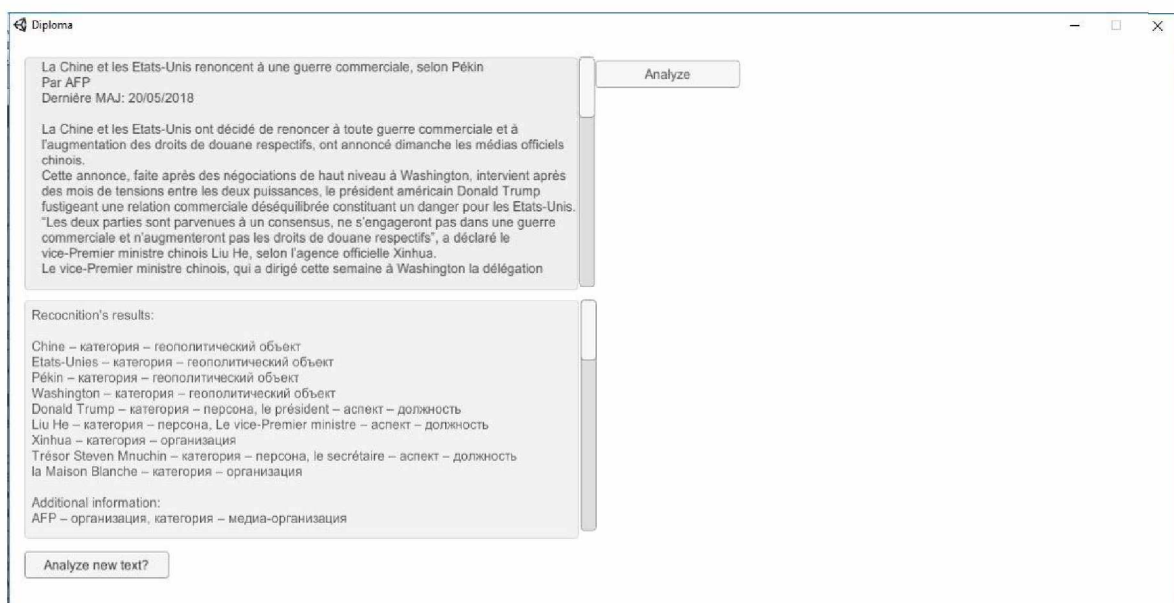 Diploma
La Chine et les Etats-Unis renoncent à une guerre commerciale, selon Pékin
Par AFP
Dernière MAJ: 20/05/2018
La Chine et les Etats-Unis ont décidé de renoncer à toute guerre commerciale et à
l'augmentation des droits de douane respectifs, ont annoncé dimanche les médias officiels
chinois.
Cette annonce, faite après des négociations de haut niveau à Washington, intervient après
des mois de tensions entre les deux puissances, le président américain Donald Trump
fustigeant une relation commerciale déséquilibrée constituant un danger pour les Etats-Unis.
"Les deux parties sont parvenues à un consensus, ne s'engageront pas dans une guerre
commerciale et n'augmenteront pas les droits de douane respectifs", a déclaré le
vice-Premier ministre chinois Liu He, selon l'agence officielle Xinhua.
Le vice-Premier ministre chinois, qui a dirigé cette semaine à Washington la délégation
Analyze
Recocnition's results:
Chine – категория – геополитический объект
Etats-Unies – категория – геополитический объект
Pékin – категория – геополитический объект
Washington – категория – геополитический объект
Donald Trump – категория – персона, le président – аспект – должность
Liu He – категория – персона, Le vice-Premier ministre – аспект – должность
Xinhua – категория – организация
Trésor Steven Mnuchin – категория – персона, le secrétaire – аспект – должность
la Maison Blanche – категория – организация
Additional information:
AFP – организация, категория – медиа-организация
Analyze new text?